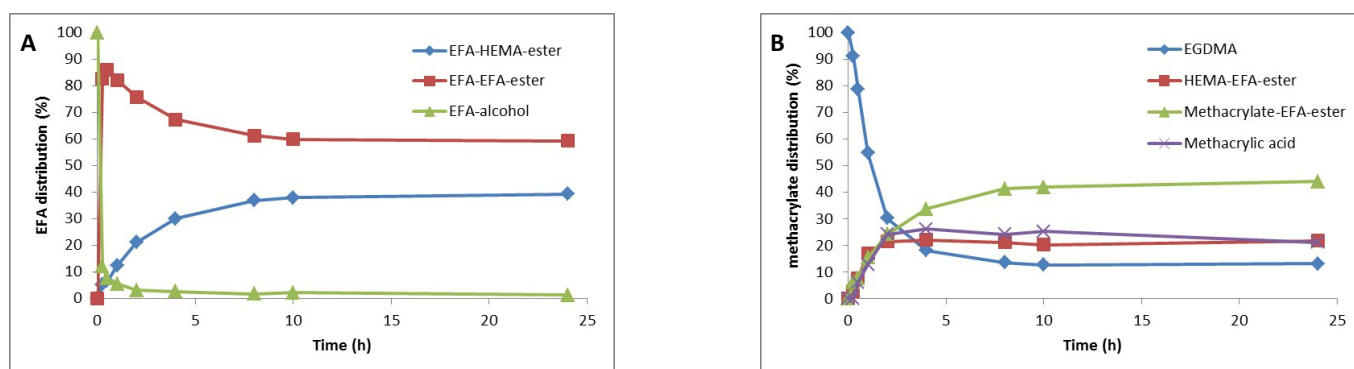 A
EFA distribution (%)
100
90
80
70
60
50
40
30
20
10
0
EFA-HEMA-ester
EFA-EFA-ester
EFA-alcohol
0 5 10 15 20 25
Time (h)
B
methacrylate distribution (%)
100
90
80
70
60
50
40
30
20
10
0
EGDMA
HEMA-EFA-ester
Methacrylate-EFA-ester
Methacrylic acid
0 5 10 15 20 25
Time (h)